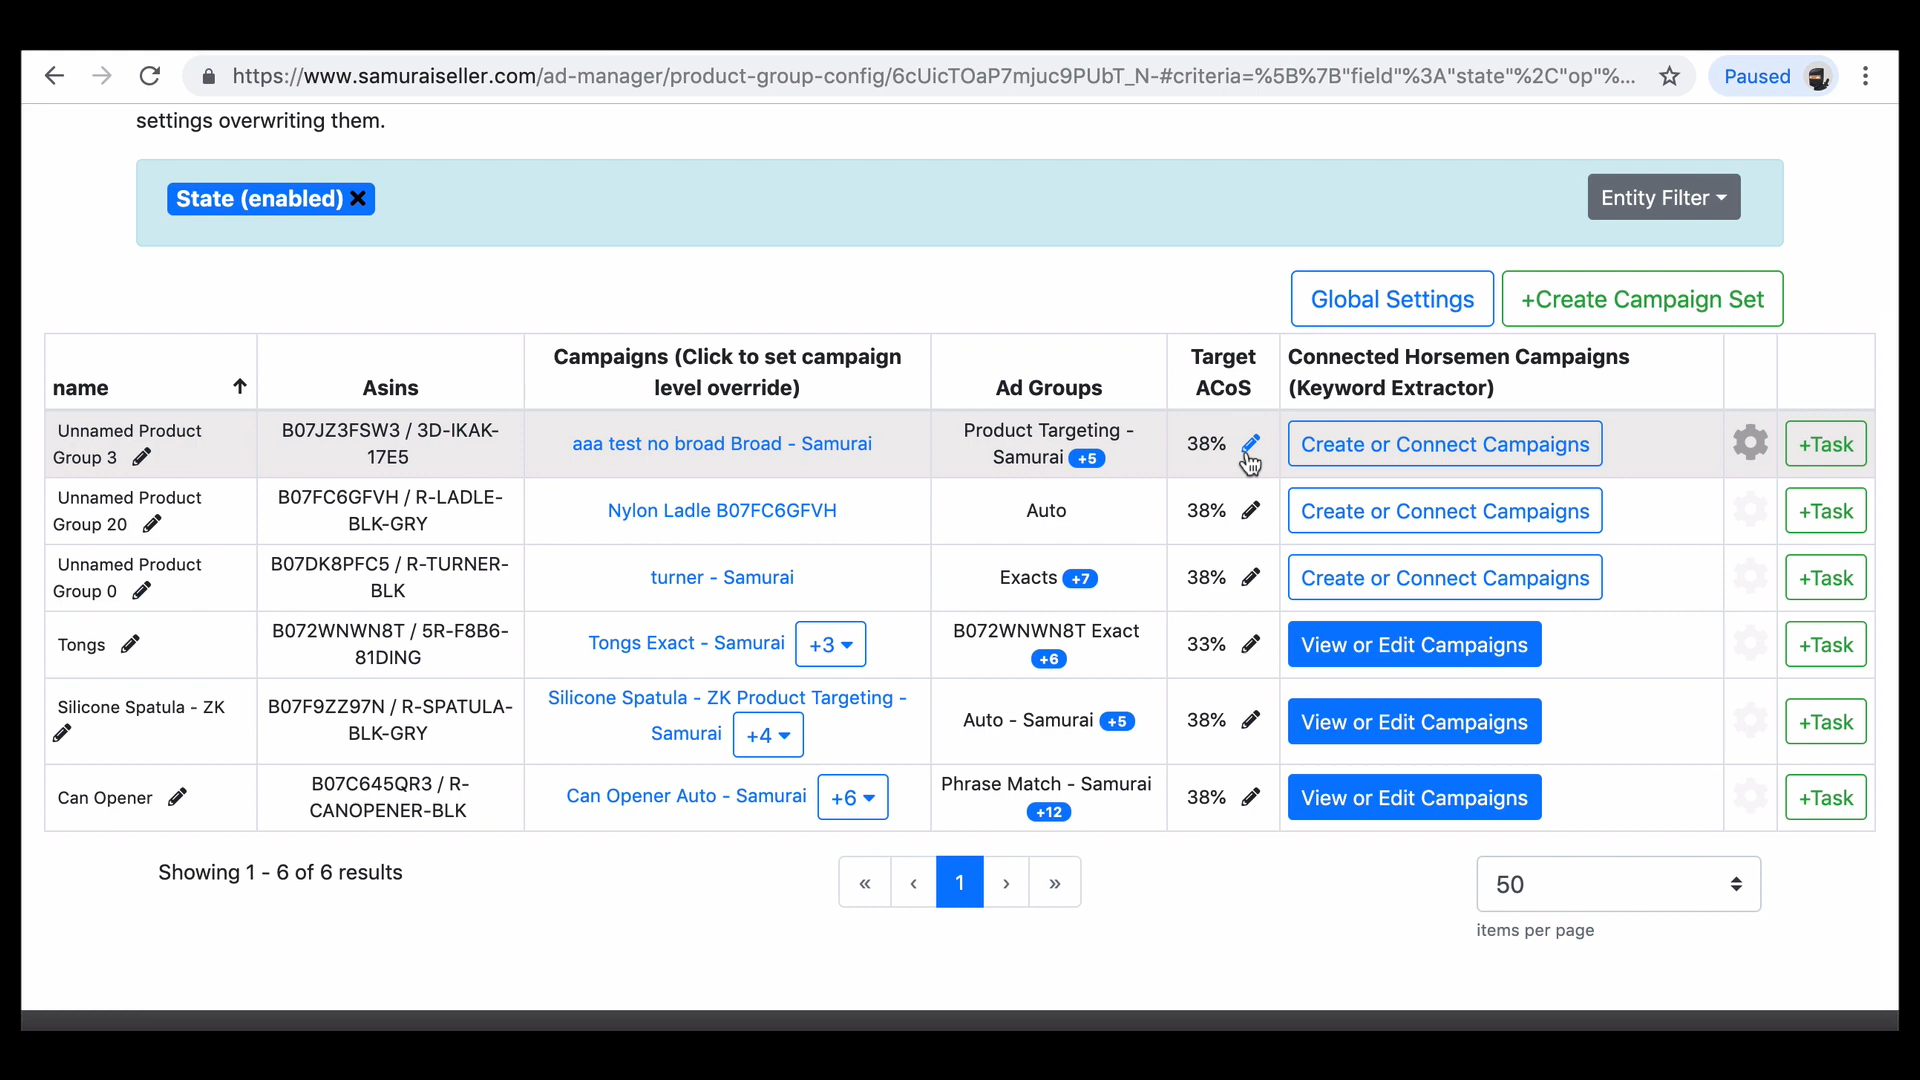 https://www.samuraiseller.com/ad-manager/product-group-config/6cUicTOaP7mjuc9PUbT_N-#criteria=%5B%7B"field"%3A"state"%2C"op"%...
Paused
settings overwriting them.
State (enabled)
Entity Filter
Global Settings
+Create Campaign Set
name
Asins
Campaigns (Click to set campaign
level override)
Ad Groups
Target
ACoS
Connected Horsemen Campaigns
(Keyword Extractor)
Unnamed Product
Group 3
B07JZ3FSW3 / 3D-IKAK-
17E5
aaa test no broad Broad - Samurai
Product Targeting -
Samurai +5
38%
Create or Connect Campaigns
+Task
Unnamed Product
Group 20
B07FC6GFVH / R-LADLE-
BLK-GRY
Nylon Ladle B07FC6GFVH
Auto
38%
Create or Connect Campaigns
+Task
Unnamed Product
Group 0
B07DK8PFC5 / R-TURNER-
BLK
turner - Samurai
Exacts +7
38%
Create or Connect Campaigns
+Task
Tongs
B072WNWN8T / 5R-F8B6-
81DING
Tongs Exact - Samurai +3
B072WNWN8T Exact
+6
33%
View or Edit Campaigns
+Task
Silicone Spatula - ZK
B07F9ZZ97N / R-SPATULA-
BLK-GRY
Silicone Spatula - ZK Product Targeting -
Samurai +4
Auto - Samurai +5
38%
View or Edit Campaigns
+Task
Can Opener
B07C645QR3 / R-
CANOPENER-BLK
Can Opener Auto - Samurai +6
Phrase Match - Samurai
+12
38%
View or Edit Campaigns
+Task
Showing 1 - 6 of 6 results
« ‹ 1 › »
50
items per page